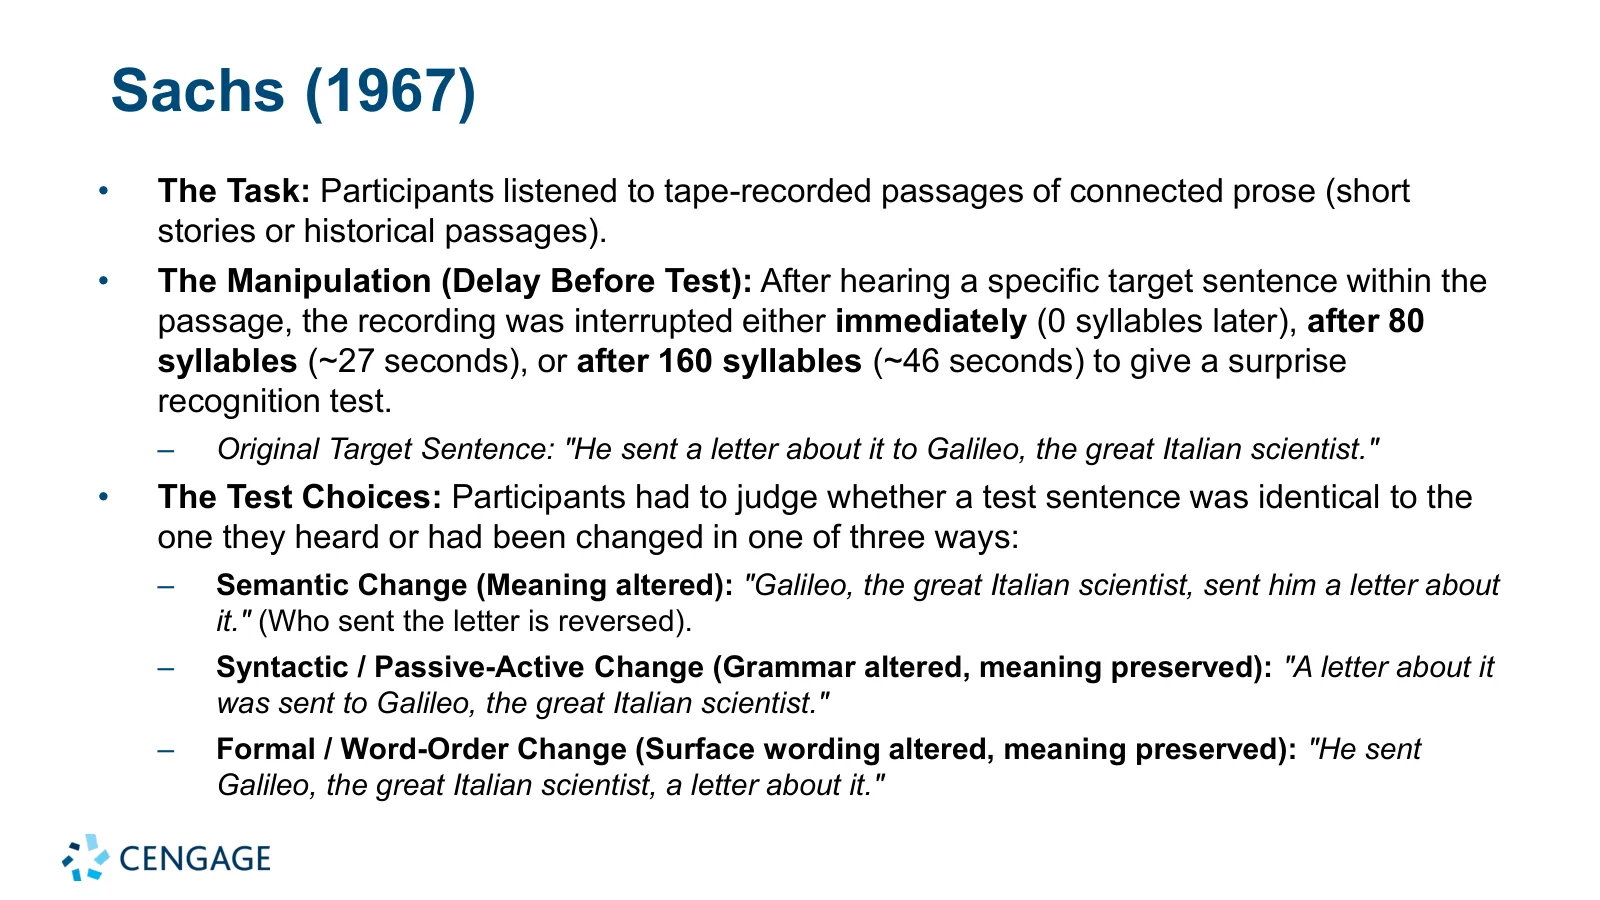 Sachs (1967)
• The Task: Participants listened to tape-recorded passages of connected prose (short
stories or historical passages).
• The Manipulation (Delay Before Test): After hearing a specific target sentence within the
passage, the recording was interrupted either immediately (0 syllables later), after 80
syllables (~27 seconds), or after 160 syllables (~46 seconds) to give a surprise
recognition test.
– Original Target Sentence: "He sent a letter about it to Galileo, the great Italian scientist."
• The Test Choices: Participants had to judge whether a test sentence was identical to the
one they heard or had been changed in one of three ways:
– Semantic Change (Meaning altered): "Galileo, the great Italian scientist, sent him a letter about
it." (Who sent the letter is reversed).
– Syntactic / Passive-Active Change (Grammar altered, meaning preserved): "A letter about it
was sent to Galileo, the great Italian scientist."
– Formal / Word-Order Change (Surface wording altered, meaning preserved): "He sent
Galileo, the great Italian scientist, a letter about it."
CENGAGE